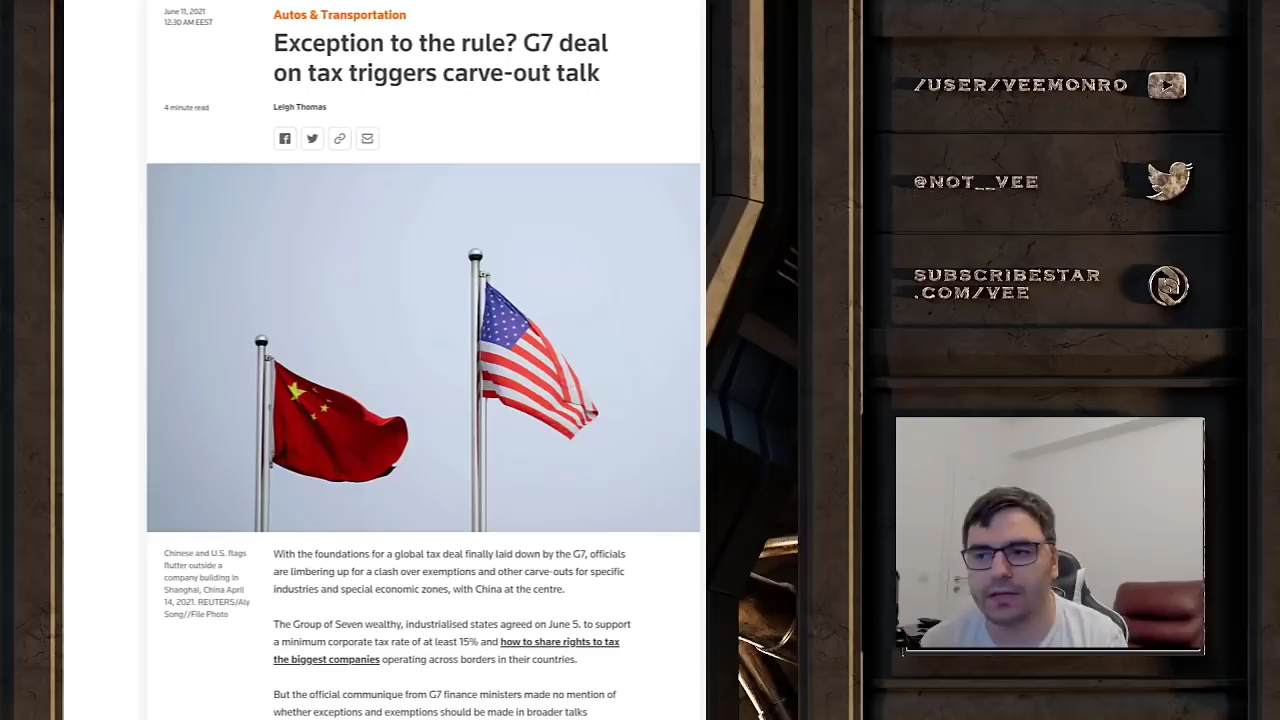 June 11, 2021
12:30 AM EEST
Autos & Transportation
Exception to the rule? G7 deal
on tax triggers carve-out talk
4 minute read
Leigh Thomas
Chinese and U.S. flags
flutter outside a
company building in
Shanghai, China April
14, 2021. REUTERS/Aly
Song//File Photo
With the foundations for a global tax deal finally laid down by the G7, officials
are limbering up for a clash over exemptions and other carve-outs for specific
industries and special economic zones, with China at the centre.
The Group of Seven wealthy, industrialised states agreed on June 5. to support
a minimum corporate tax rate of at least 15% and how to share rights to tax
the biggest companies operating across borders in their countries.
But the official communique from G7 finance ministers made no mention of
whether exceptions and exemptions should be made in broader talks
/USER/VEEMONRO
@NOT__VEE
SUBSCRIBESTAR
.COM/VEE